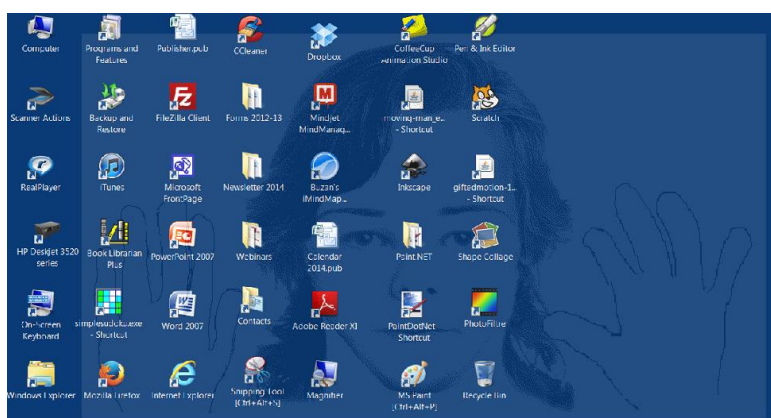 Computer
Programs and
Features
Publisher.pub
CCleaner
Dropbox
CoffeeCup
Animation Studio
Pen & Ink Editor
Scanner Actions
Backup and
Restore
FileZilla Client
Forms 2012-13
Mindjet
MindManag...
moving-man_e...
- Shortcut
Scratch
RealPlayer
iTunes
Microsoft
FrontPage
Newsletter 2014
Buzan's
iMindMap...
Inkscape
giftedmotion-1...
- Shortcut
HP Deskjet 3520
series
Book Librarian
Plus
PowerPoint 2007
Webinars
Calendar
2014.pub
Paint.NET
Shape Collage
On-Screen
Keyboard
simplesudoku.exe
- Shortcut
Word 2007
Contacts
Adobe Reader XI
PaintDotNet
Shortcut
PhotoFiltre
Windows Explorer
Mozilla Firefox
Internet Explorer
Snipping Tool
[Ctrl+Alt+S]
Magnifier
MS Paint
[Ctrl+Alt+P]
Recycle Bin